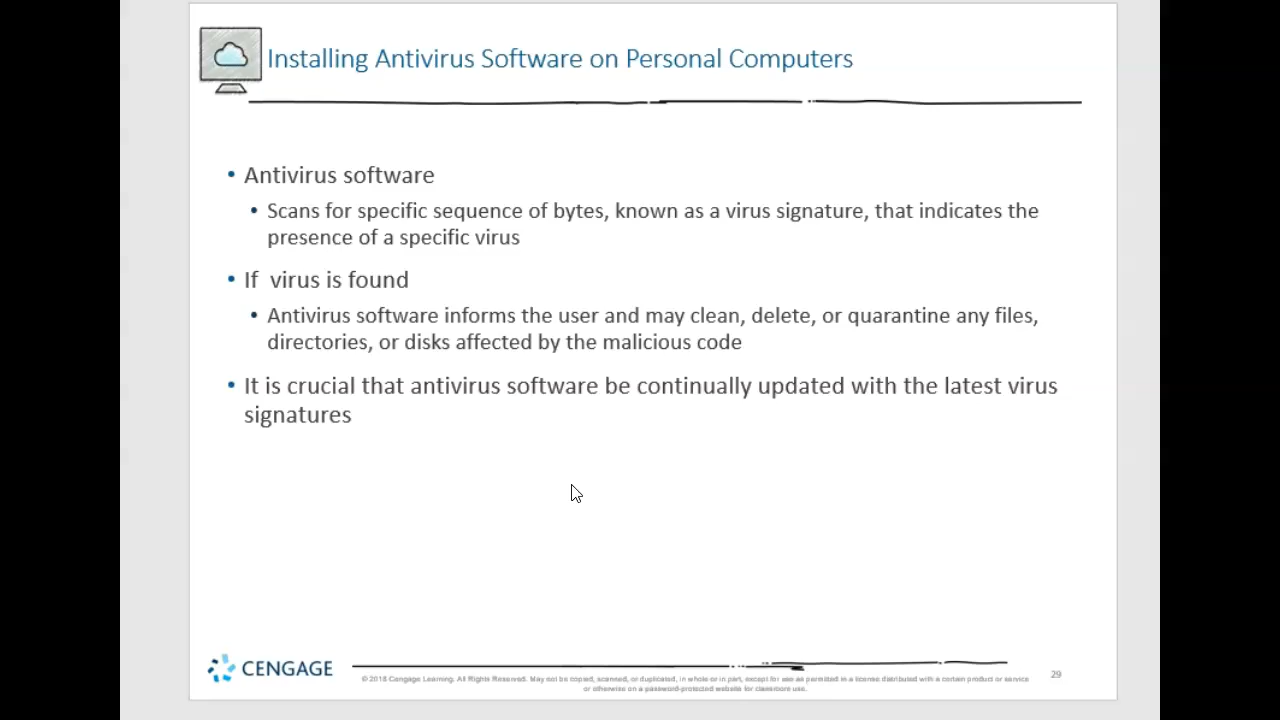 Installing Antivirus Software on Personal Computers
• Antivirus software
• Scans for specific sequence of bytes, known as a virus signature, that indicates the
presence of a specific virus
• If  virus is found
• Antivirus software informs the user and may clean, delete, or quarantine any files,
directories, or disks affected by the malicious code
• It is crucial that antivirus software be continually updated with the latest virus
signatures
CENGAGE
© 2018 Cengage Learning. All Rights Reserved. May not be copied, scanned, or duplicated, in whole or in part, except for use as permitted in a license distributed with a certain product or service
or otherwise on a password-protected website for classroom use.
29